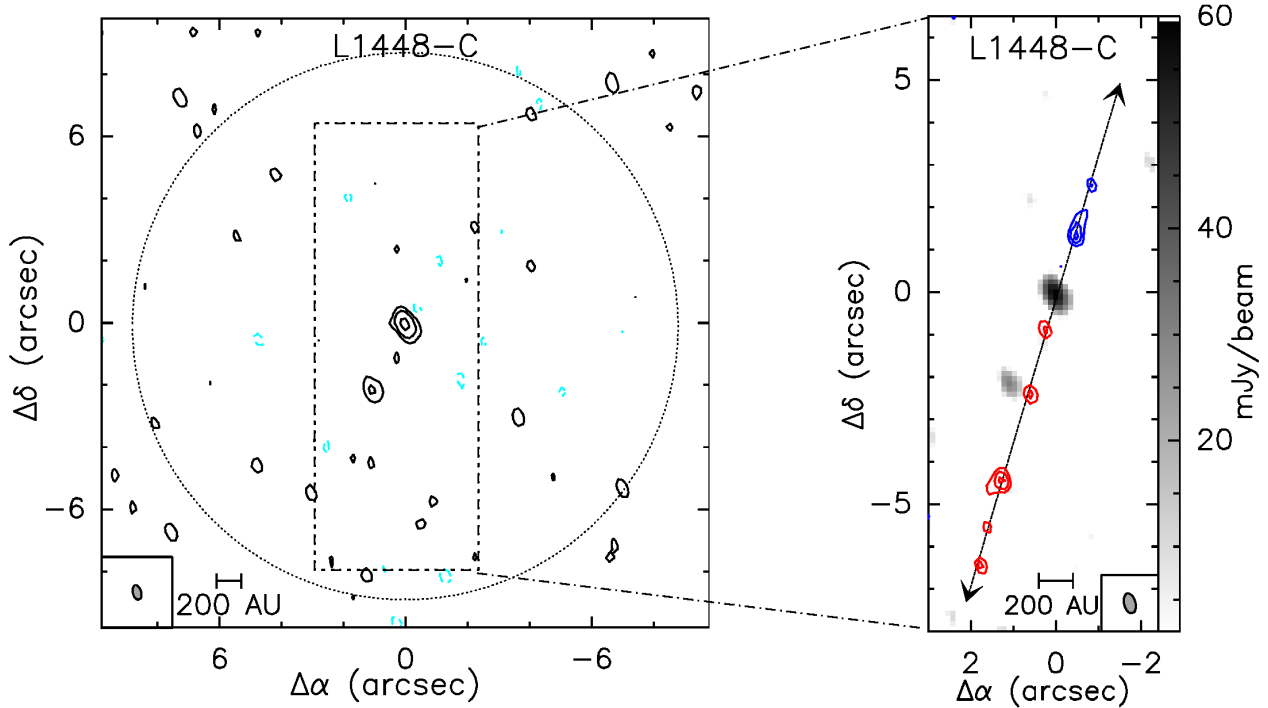 L1448-C
6
0
-6
Δδ (arcsec)
200 AU
6 0 -6
Δα (arcsec)
L1448-C
5
0
-5
Δδ (arcsec)
200 AU
2 0 -2
Δα (arcsec)
60
40
20
mJy/beam